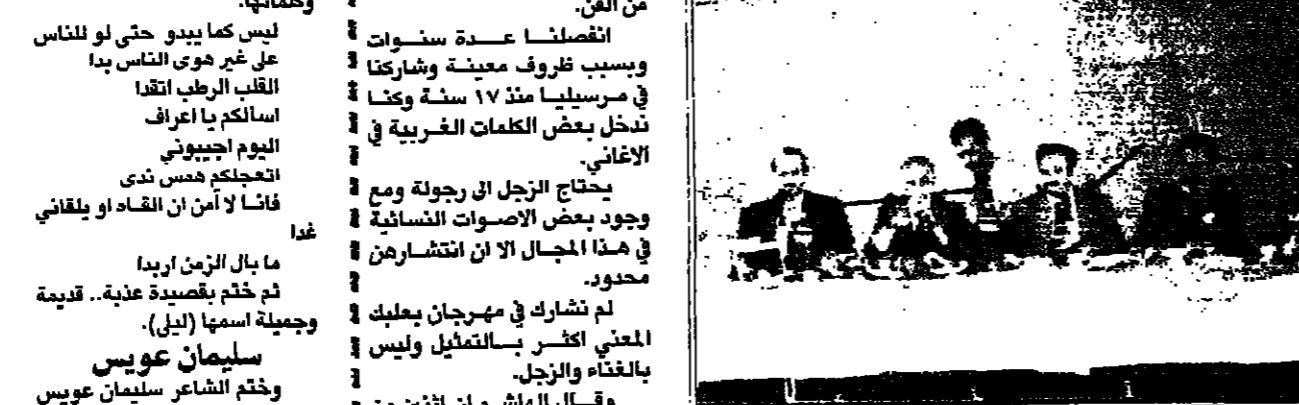 من الفن.
انفصلنا عدة سنوات
وبسبب ظروف معينة وشاركنا
في مرسيليا منذ ١٧ سنة وكنا
ندخل بعض الكلمات الغربية في
الاغاني.
يحتاج الزجل الى رجولة ومع
وجود بعض الاصوات النسائية
في هذا المجال الا ان انتشارهن
محدود.
لم نشارك في مهرجان بعلبك
المعني اكثر بالتمثيل وليس
بالغناء والزجل.
وكلماتها.
ليس كما يبدو حتى لو للناس
على غير هوى الناس بدا
القلب الرطب اتقدا
اسألكم يا اعراف
اليوم اجيبوني
اتعجلكم همس ندى
فانا لا آمن ان القاه او يلقاني
غدا
ما بال الزمن اربدا
ثم ختم بقصيدة عذبة.. قديمة
وجميلة اسمها (ليلى).
سليمان عويس
وختم الشاعر سليمان عويس